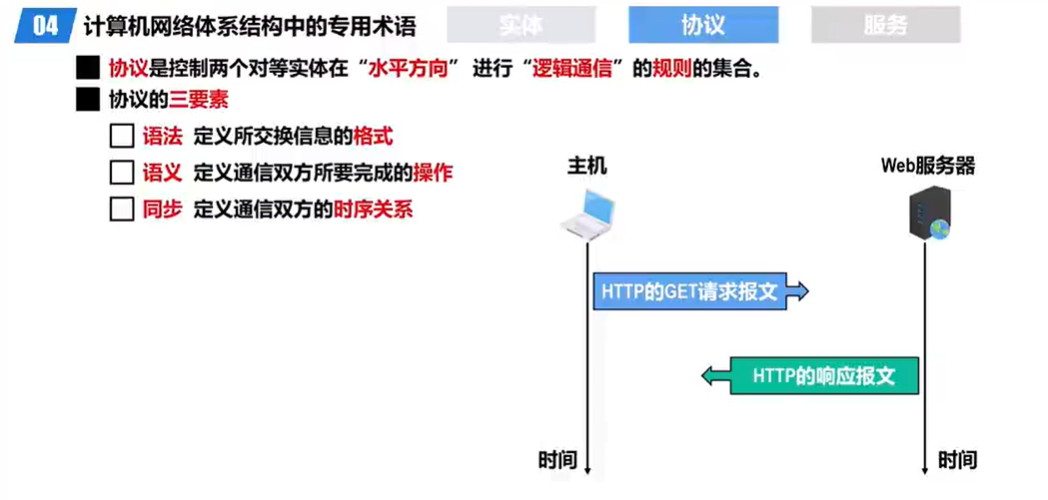 04 计算机网络体系结构中的专用术语 实体 协议 服务
协议是控制两个对等实体在“水平方向” 进行“逻辑通信”的规则的集合。
协议的三要素
语法 定义所交换信息的格式
语义 定义通信双方所要完成的操作
同步 定义通信双方的时序关系
主机 Web服务器
HTTP的GET请求报文
HTTP的响应报文
时间 时间